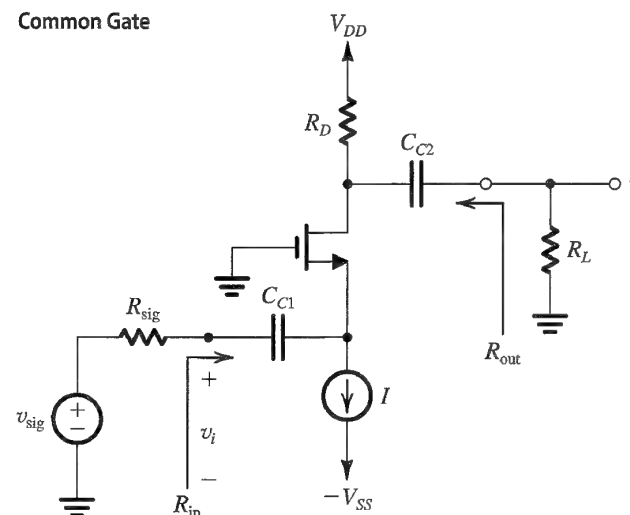 Common Gate
V_DD
R_D
C_C2
R_L
C_C1
R_sig
R_out
+
I
v_sig
+
−
v_i
−
R_in
−V_SS